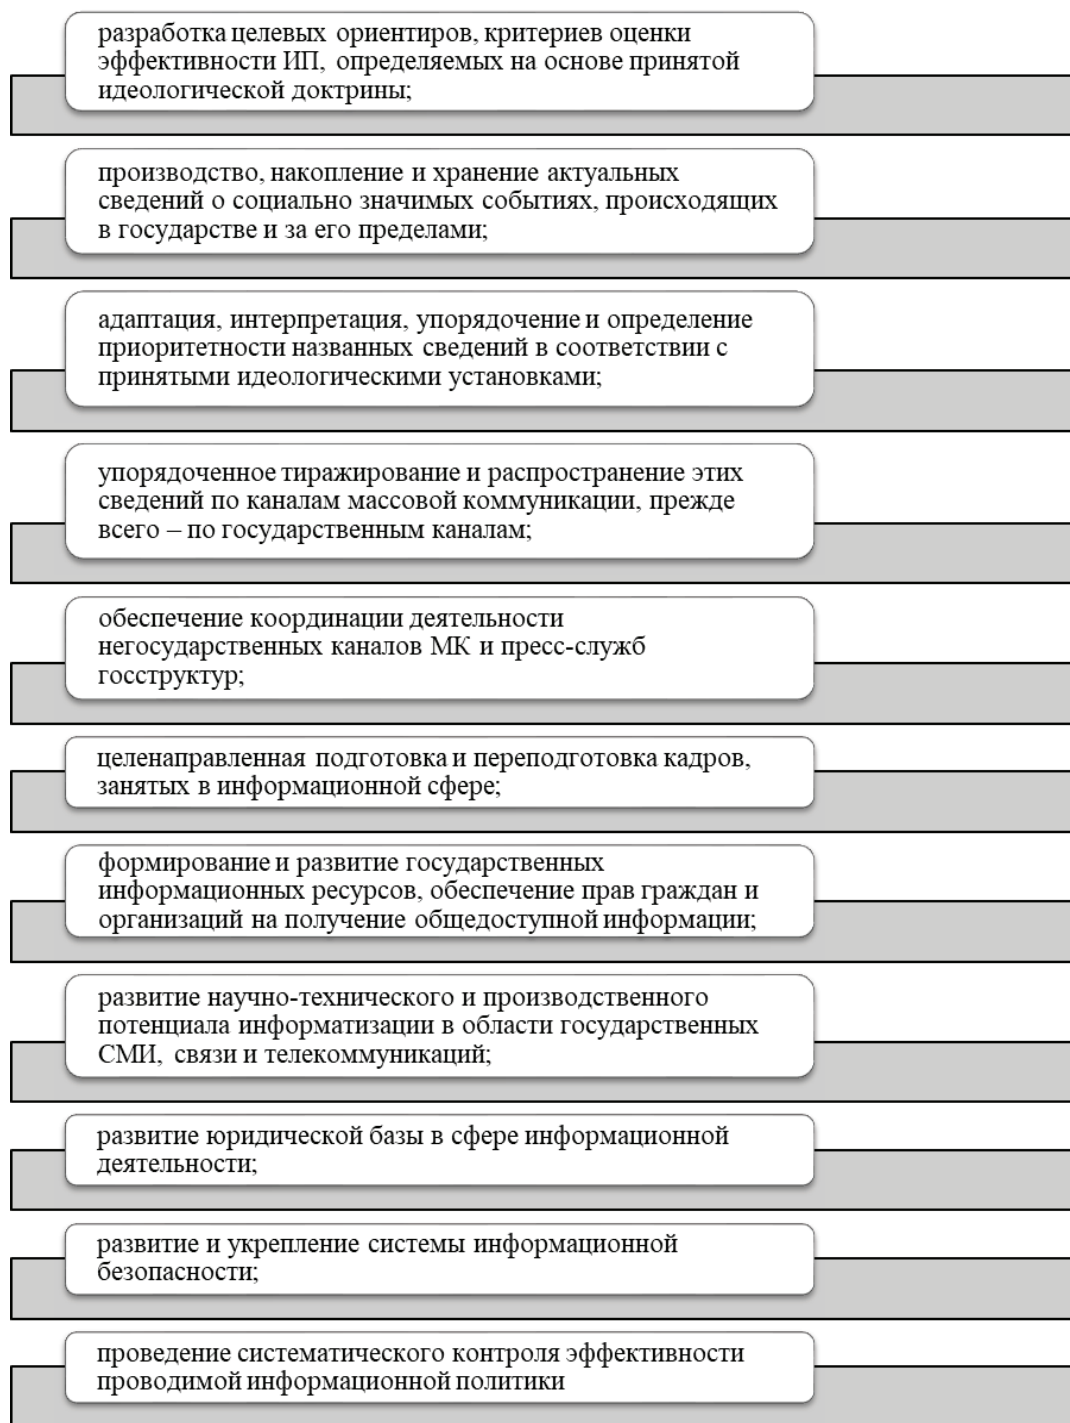 разработка целевых ориентиров, критериев оценки
эффективности ИП, определяемых на основе принятой
идеологической доктрины;
производство, накопление и хранение актуальных
сведений о социально значимых событиях, происходящих
в государстве и за его пределами;
адаптация, интерпретация, упорядочение и определение
приоритетности названных сведений в соответствии с
принятыми идеологическими установками;
упорядоченное тиражирование и распространение этих
сведений по каналам массовой коммуникации, прежде
всего – по государственным каналам;
обеспечение координации деятельности
негосударственных каналов МК и пресс-служб
госструктур;
целенаправленная подготовка и переподготовка кадров,
занятых в информационной сфере;
формирование и развитие государственных
информационных ресурсов, обеспечение прав граждан и
организаций на получение общедоступной информации;
развитие научно-технического и производственного
потенциала информатизации в области государственных
СМИ, связи и телекоммуникаций;
развитие юридической базы в сфере информационной
деятельности;
развитие и укрепление системы информационной
безопасности;
проведение систематического контроля эффективности
проводимой информационной политики